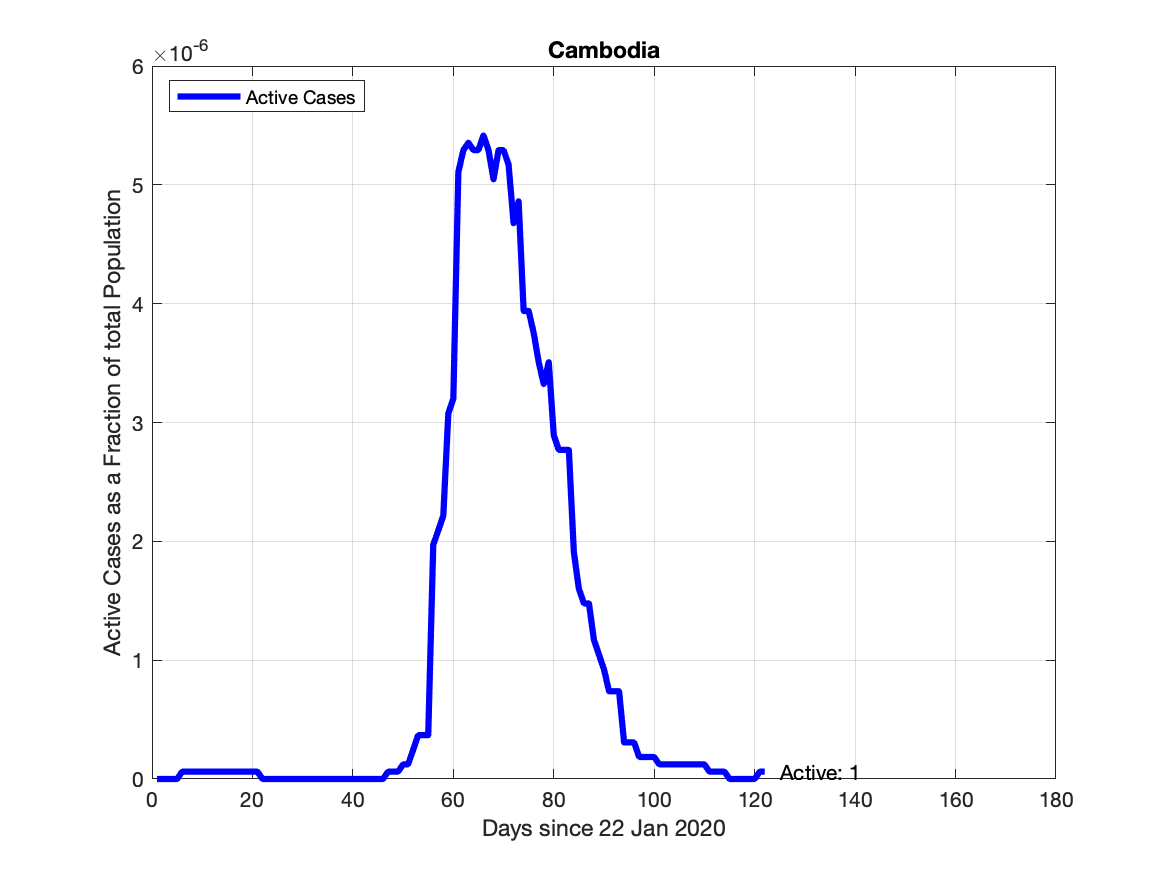 Cambodia
×10-6
Active Cases
6
5
4
3
2
1
0
Active Cases as a Fraction of total Population
Active: 1
0 20 40 60 80 100 120 140 160 180
Days since 22 Jan 2020